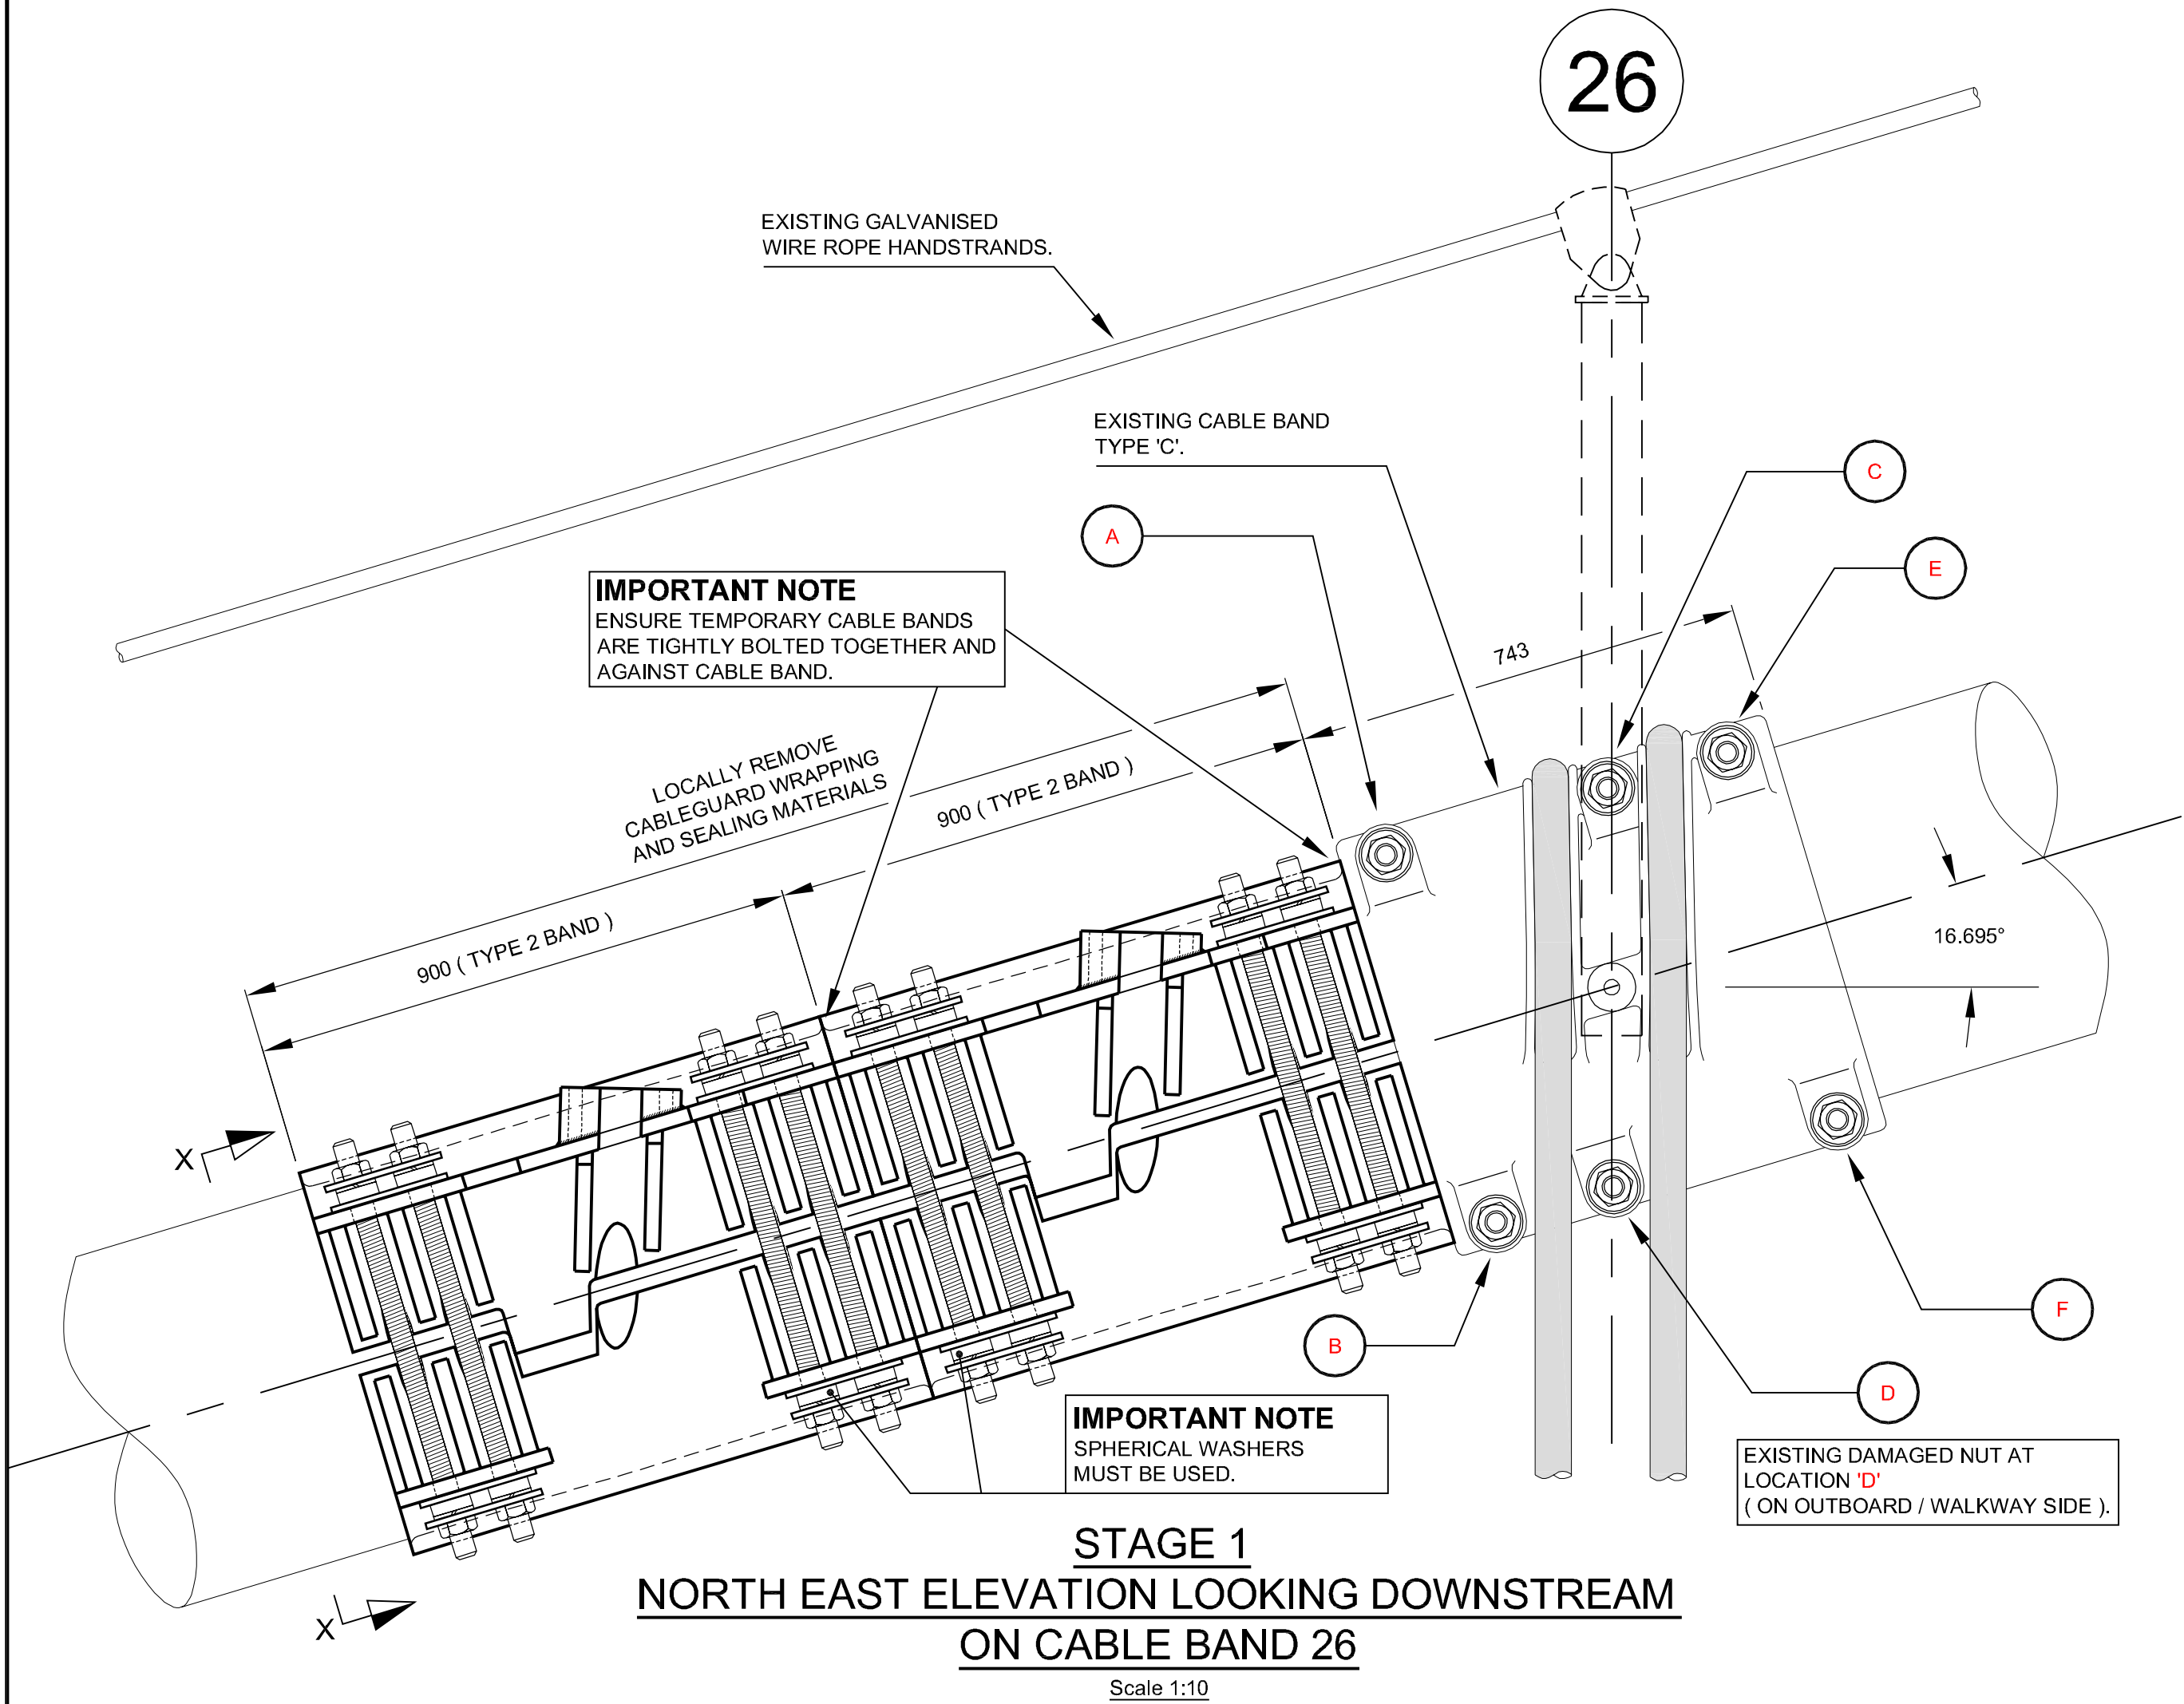 26
EXISTING GALVANISED
WIRE ROPE HANDSTRANDS.
EXISTING CABLE BAND
TYPE 'C'.
C
A
E
IMPORTANT NOTE
ENSURE TEMPORARY CABLE BANDS
ARE TIGHTLY BOLTED TOGETHER AND
AGAINST CABLE BAND.
743
LOCALLY REMOVE
CABLEGUARD WRAPPING
AND SEALING MATERIALS
900 ( TYPE 2 BAND )
900 ( TYPE 2 BAND )
16.695°
X
F
B
D
IMPORTANT NOTE
SPHERICAL WASHERS
MUST BE USED.
EXISTING DAMAGED NUT AT
LOCATION 'D'
( ON OUTBOARD / WALKWAY SIDE ).
X
STAGE 1
NORTH EAST ELEVATION LOOKING DOWNSTREAM
ON CABLE BAND 26
Scale 1:10